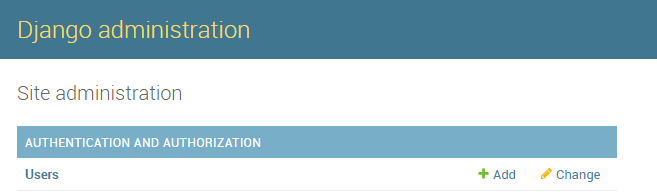 Django administration
Site administration
AUTHENTICATION AND AUTHORIZATION
Users Add Change